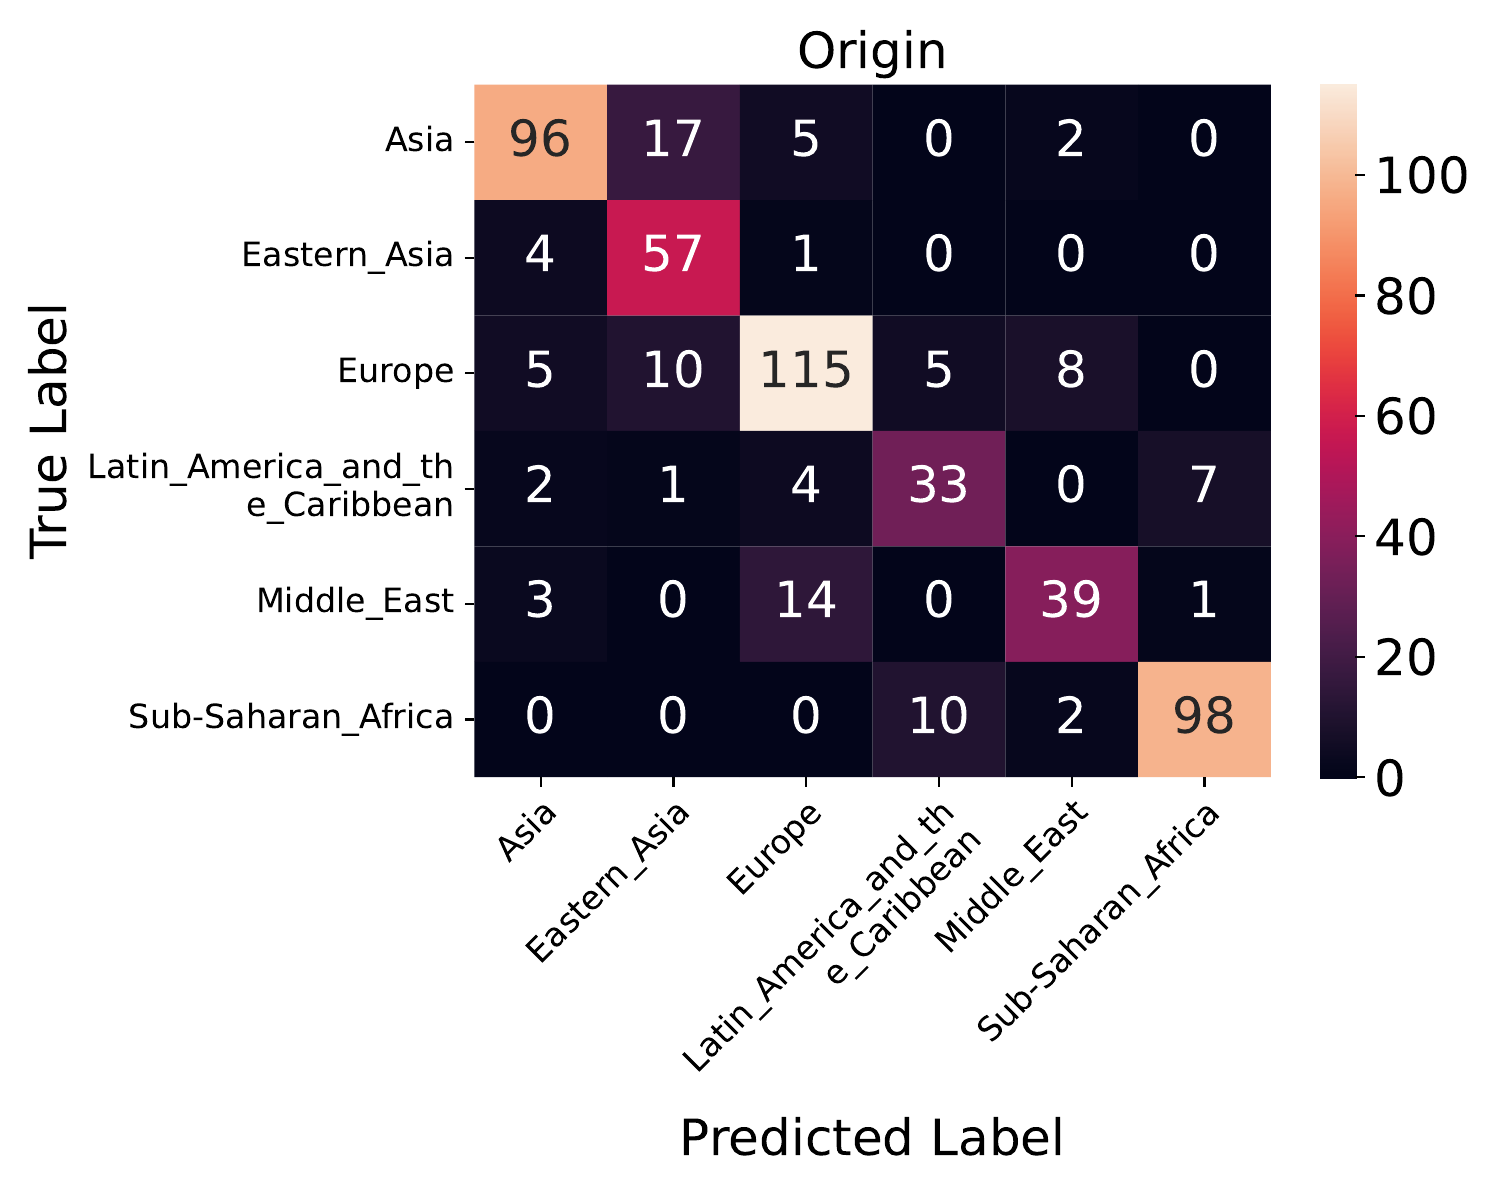 Origin
Asia
96 17 5 0 2 0
Eastern_Asia
4 57 1 0 0 0
Europe
5 10 115 5 8 0
Latin_America_and_th
e_Caribbean
2 1 4 33 0 7
Middle_East
3 0 14 0 39 1
Sub-Saharan_Africa
0 0 0 10 2 98
True Label
Asia
Eastern_Asia
Europe
Latin_America_and_th
e_Caribbean
Middle_East
Sub-Saharan_Africa
Predicted Label
100
80
60
40
20
0